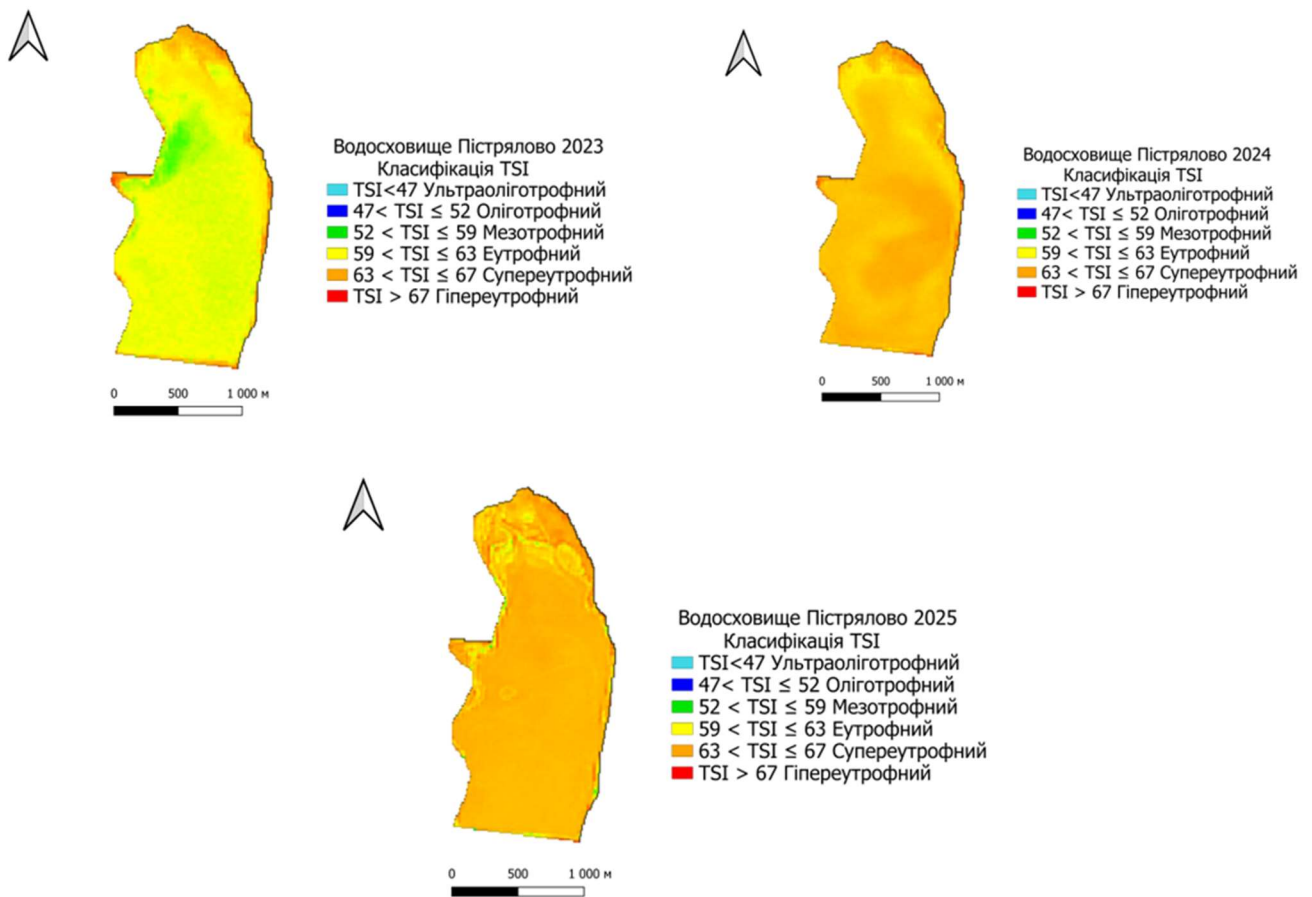 Водосховище Пістрялово 2023
Класифікація TSI
TSI<47 Ультраоліготрофний
47< TSI ≤ 52 Оліготрофний
52 < TSI ≤ 59 Мезотрофний
59 < TSI ≤ 63 Еутрофний
63 < TSI ≤ 67 Суперeутрофний
TSI > 67 Гіпереутрофний
0 500 1 000 м
Водосховище Пістрялово 2024
Класифікація TSI
TSI<47 Ультраоліготрофний
47< TSI ≤ 52 Оліготрофний
52 < TSI ≤ 59 Мезотрофний
59 < TSI ≤ 63 Еутрофний
63 < TSI ≤ 67 Супереутрофний
TSI > 67 Гіпереутрофний
0 500 1 000 м
Водосховище Пістрялово 2025
Класифікація TSI
TSI<47 Ультраоліготрофний
47< TSI ≤ 52 Оліготрофний
52 < TSI ≤ 59 Мезотрофний
59 < TSI ≤ 63 Еутрофний
63 < TSI ≤ 67 Супереутрофний
TSI > 67 Гіпереутрофний
0 500 1 000 м